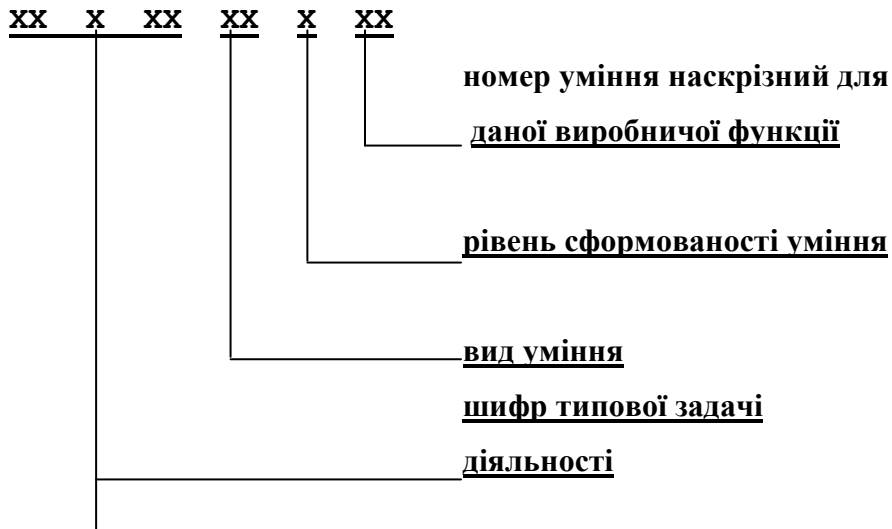 xx x xx xx x xx
номер уміння наскрізний для
даної виробничої функції
рівень сформованості уміння
вид уміння
шифр типової задачі
діяльності